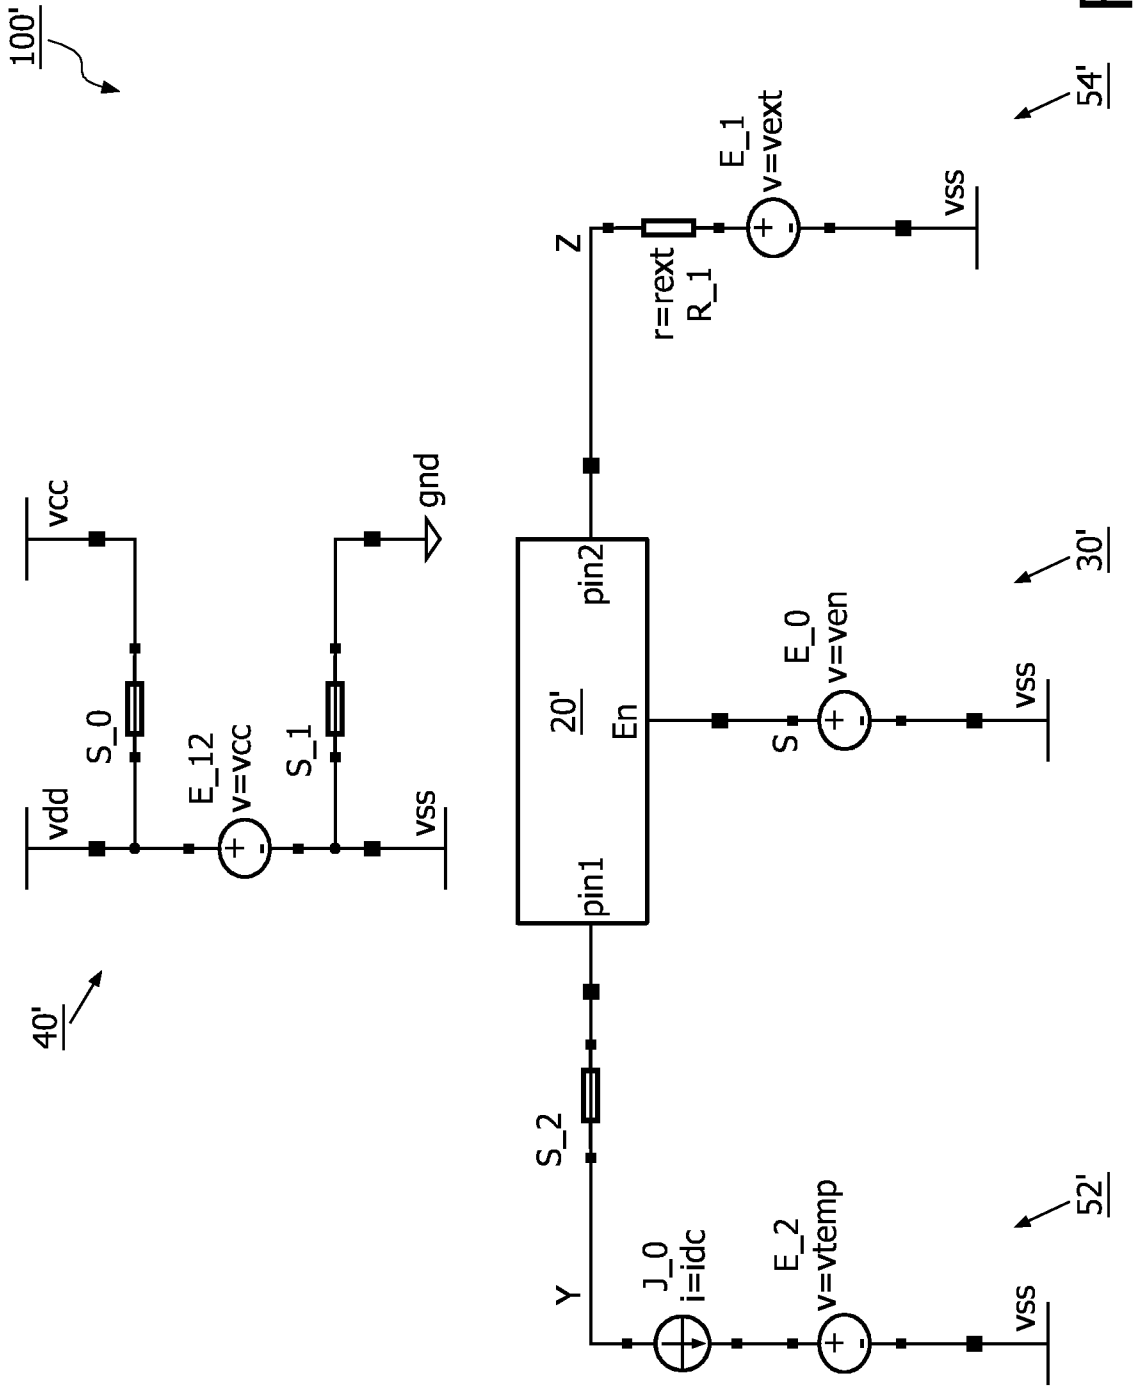 100'
40'
vdd
vcc
S_0
E_12
v=vcc
S_1
vss
gnd
S_2
Y
pin1
20'
En
pin2
Z
J_0
i=idc
r=rext
R_1
E_1
v=vext
E_2
v=vtemp
S
E_0
v=ven
vss
vss
vss
52'
30'
54'